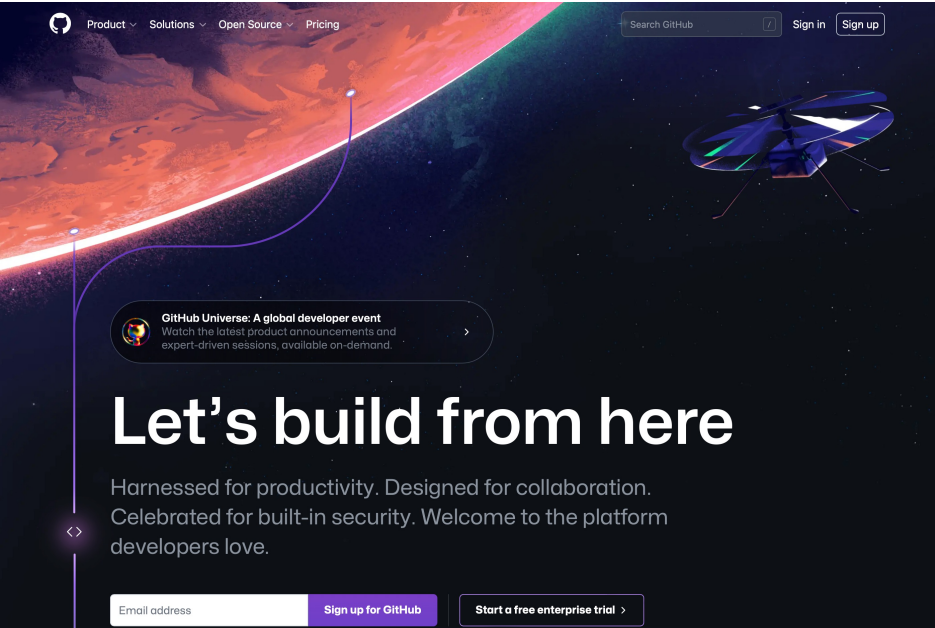 Product
Solutions
Open Source
Pricing
Search GitHub
/
Sign in
Sign up
GitHub Universe: A global developer event
Watch the latest product announcements and
expert-driven sessions, available on-demand.
Let’s build from here
Harnessed for productivity. Designed for collaboration.
Celebrated for built-in security. Welcome to the platform
developers love.
Email address
Sign up for GitHub
Start a free enterprise trial